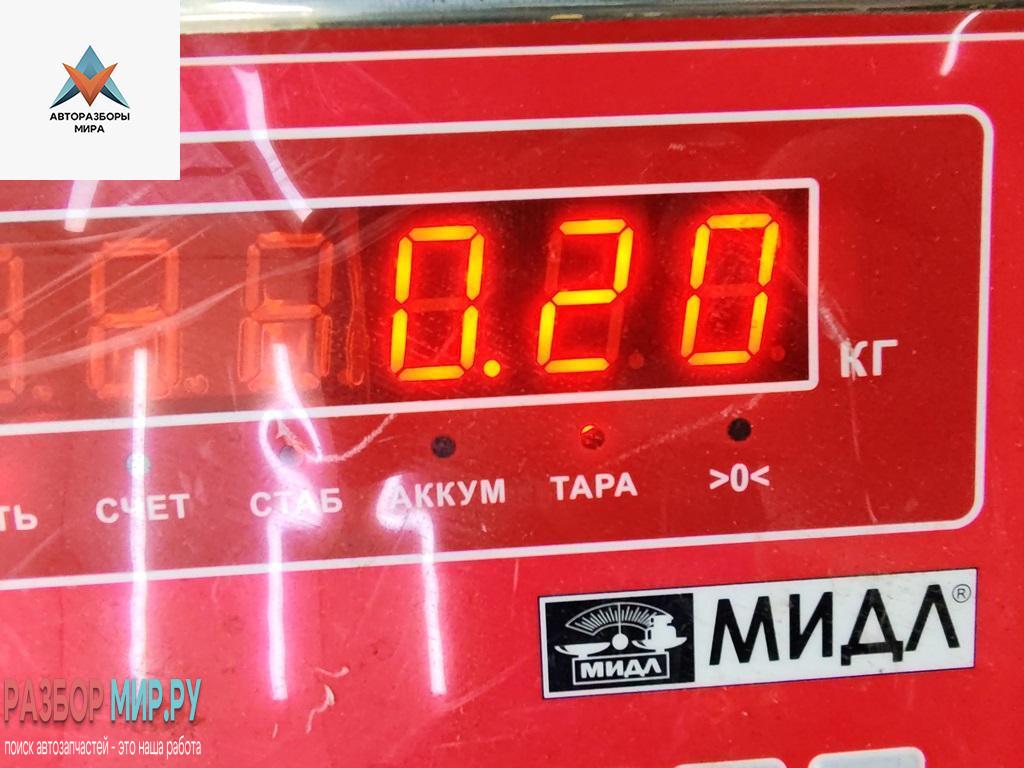 АВТОРАЗБОРЫ
МИРА
0.20
КГ
ТЬ СЧЕТ СТАБ АККУМ ТАРА >0<
МИДЛ
МИДЛ®
РАЗБОР МИР.РУ
поиск автозапчастей - это наша работа